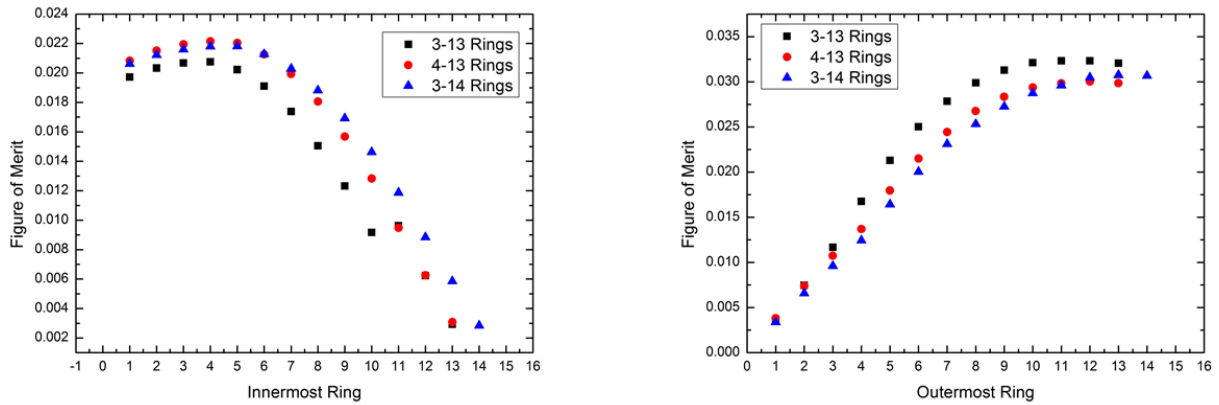 0.024
0.022
0.020
0.018
0.016
0.014
0.012
0.010
0.008
0.006
0.004
0.002
Figure of Merit
3-13 Rings
4-13 Rings
3-14 Rings
-1 0 1 2 3 4 5 6 7 8 9 10 11 12 13 14 15 16
Innermost Ring
0.035
0.030
0.025
0.020
0.015
0.010
0.005
0.000
Figure of Merit
3-13 Rings
4-13 Rings
3-14 Rings
0 1 2 3 4 5 6 7 8 9 10 11 12 13 14 15 16
Outermost Ring